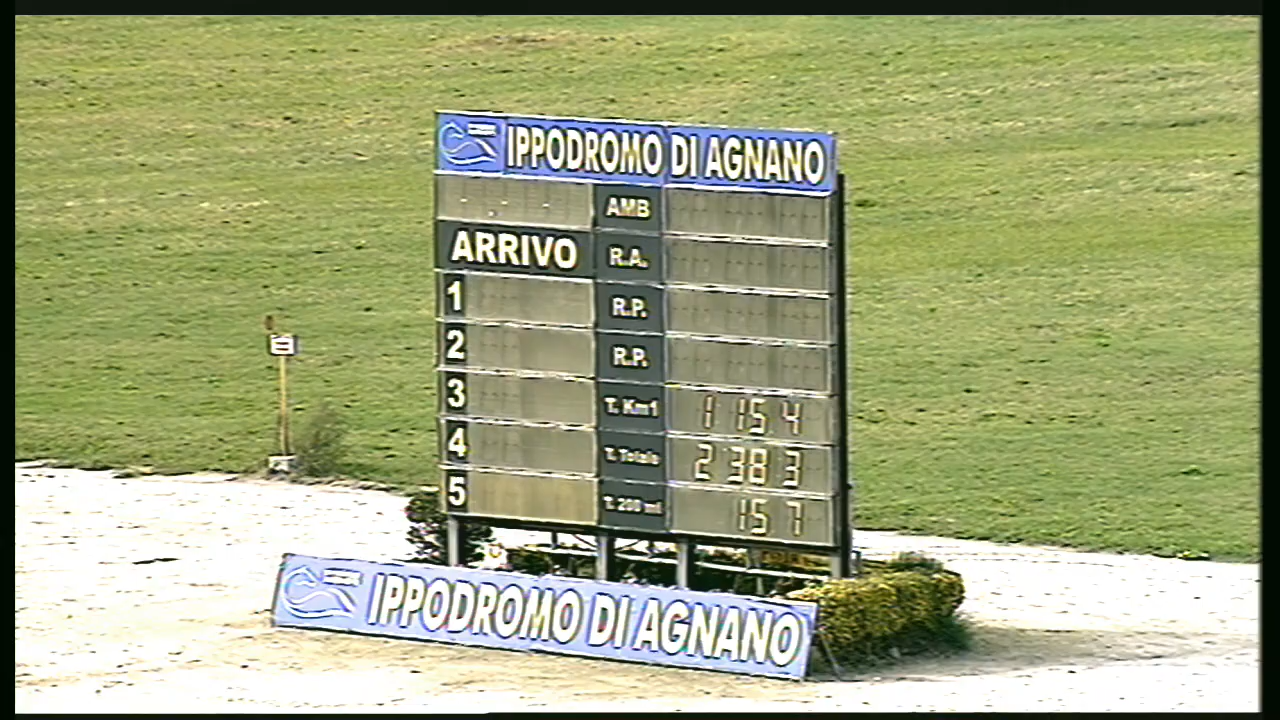 IPPODROMO DI AGNANO
AMB
ARRIVO R.A.
1 R.P.
2 R.P.
3 T. Km1 1 15 4
4 T. Totale 2 38 3
5 T. 200 mt 15 7
IPPODROMO DI AGNANO